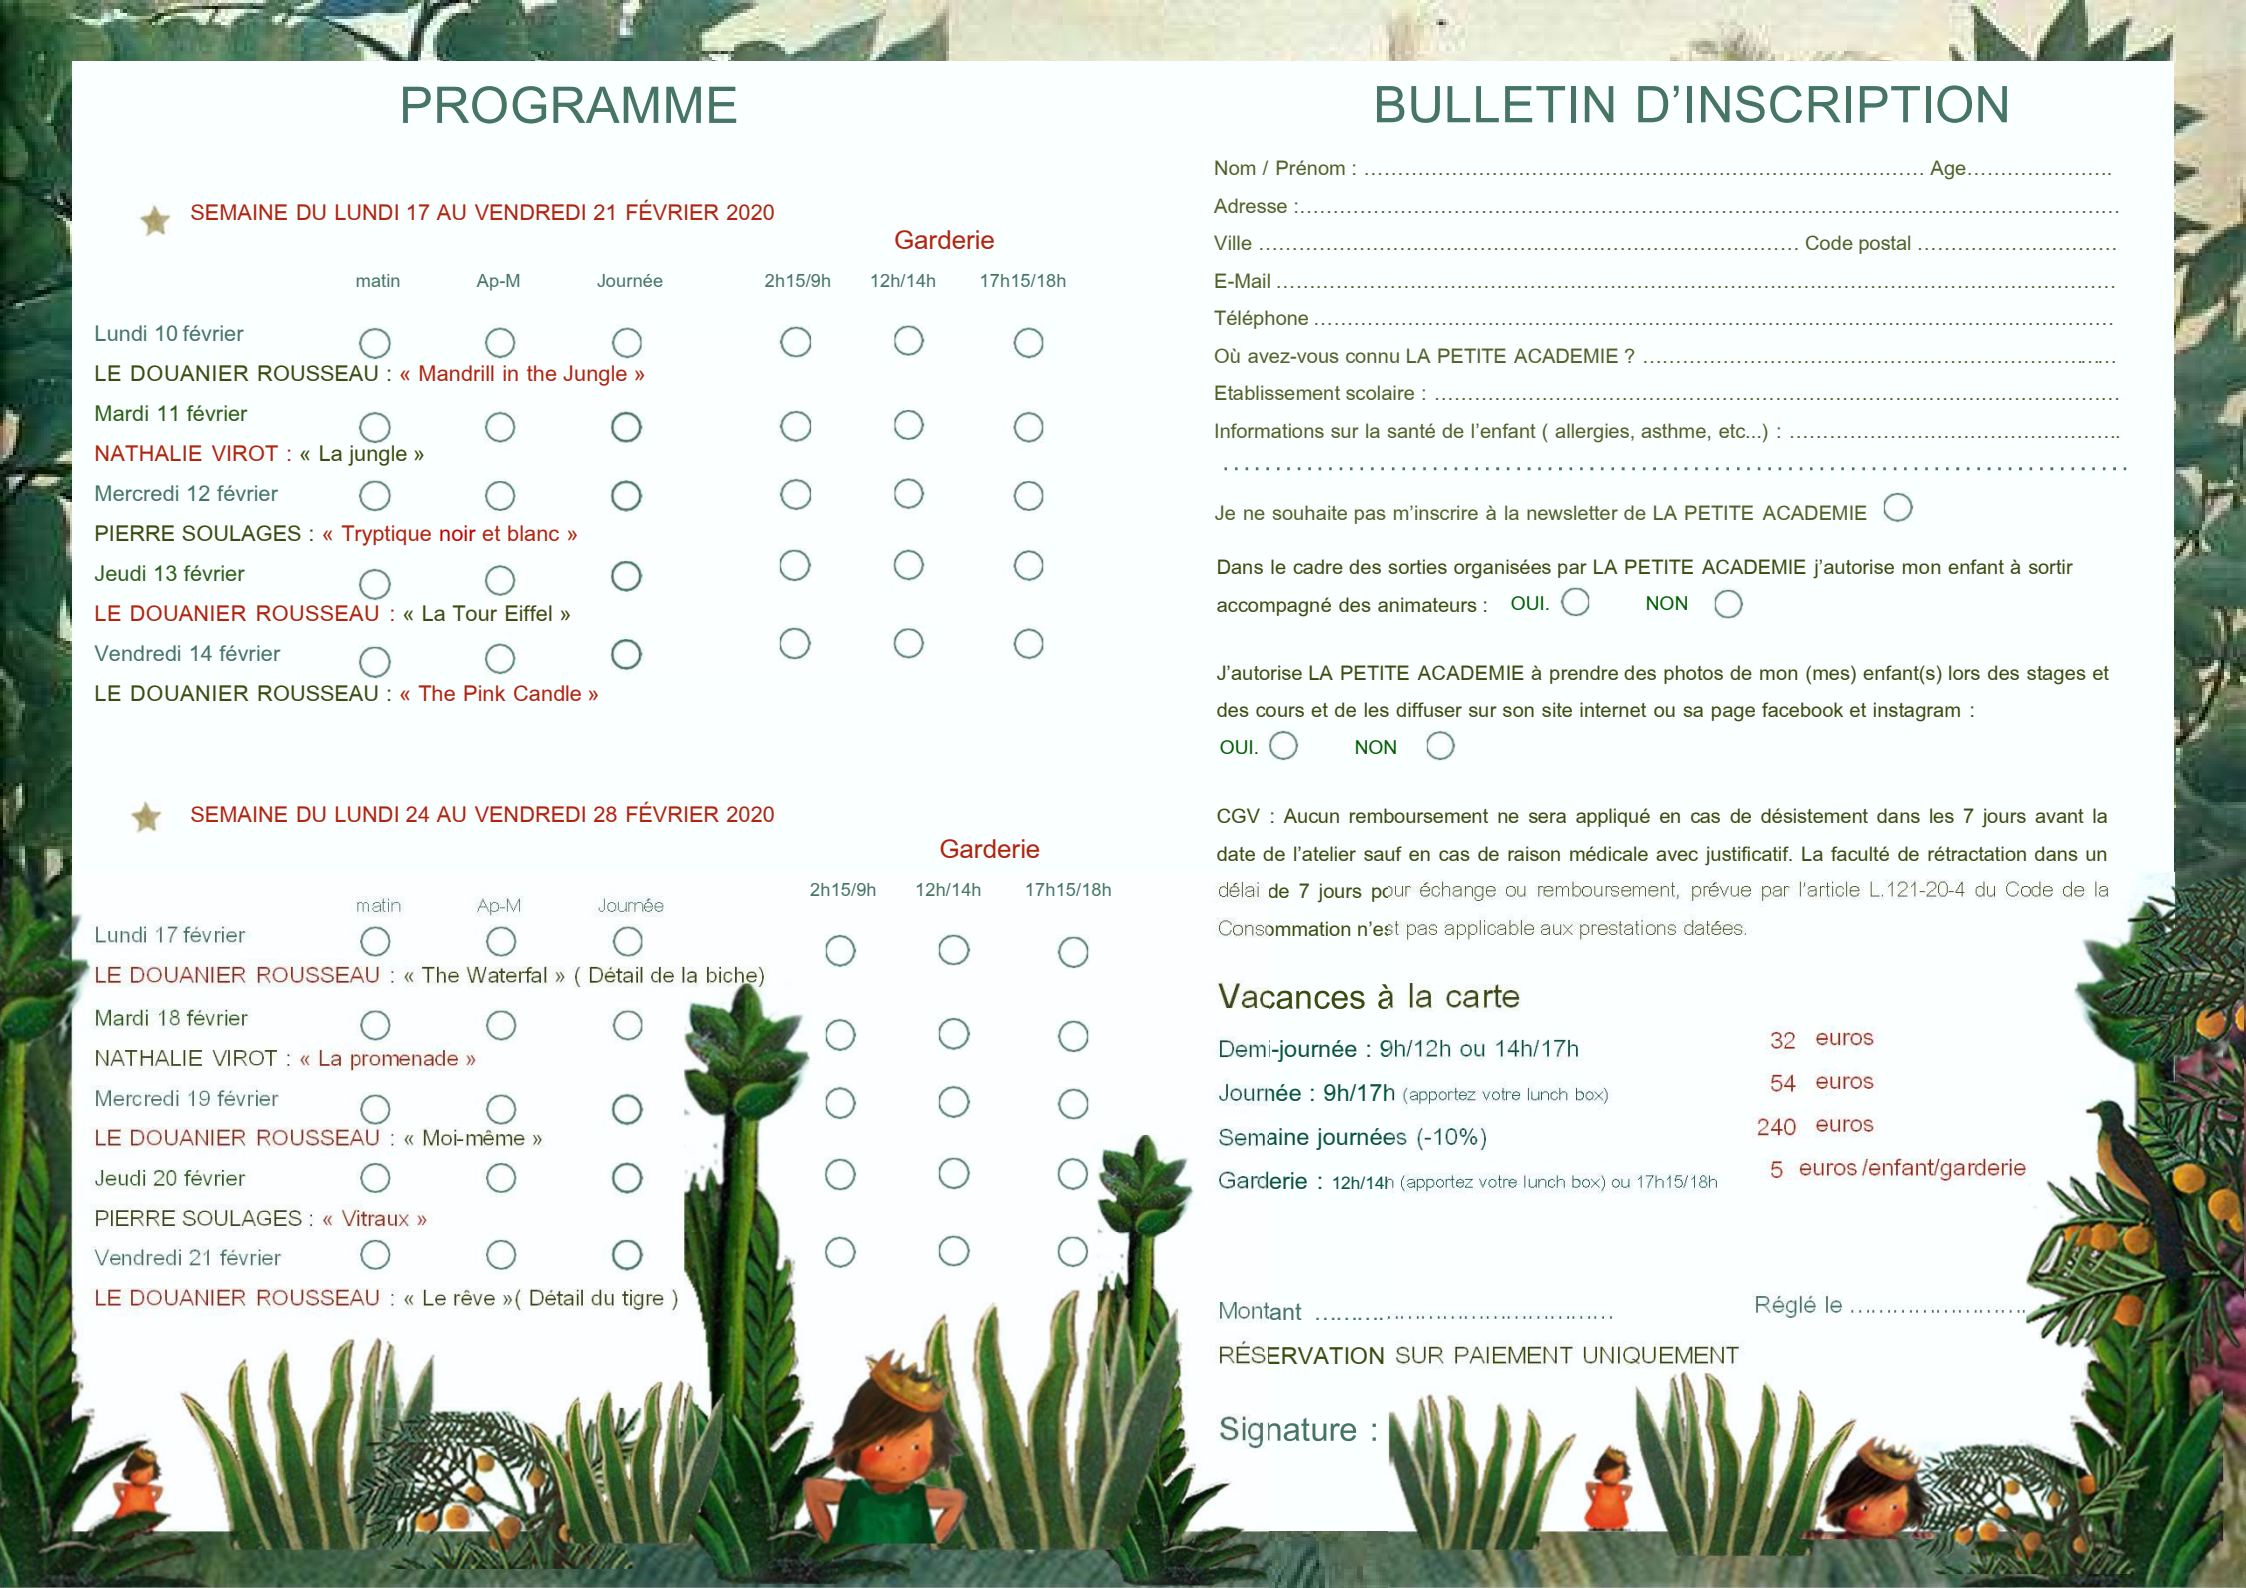 PROGRAMME
SEMAINE DU LUNDI 17 AU VENDREDI 21 FÉVRIER 2020
Garderie
matin Ap-M Journée 2h15/9h 12h/14h 17h15/18h
Lundi 10 février
LE DOUANIER ROUSSEAU : « Mandrill in the Jungle »
Mardi 11 février
NATHALIE VIROT : « La jungle »
Mercredi 12 février
PIERRE SOULAGES : « Tryptique noir et blanc »
Jeudi 13 février
LE DOUANIER ROUSSEAU : « La Tour Eiffel »
Vendredi 14 février
LE DOUANIER ROUSSEAU : « The Pink Candle »
SEMAINE DU LUNDI 24 AU VENDREDI 28 FÉVRIER 2020
Garderie
matin Ap-M Journée 2h15/9h 12h/14h 17h15/18h
Lundi 17 février
LE DOUANIER ROUSSEAU : « The Waterfal » ( Détail de la biche)
Mardi 18 février
NATHALIE VIROT : « La promenade »
Mercredi 19 février
LE DOUANIER ROUSSEAU : « Moi-même »
Jeudi 20 février
PIERRE SOULAGES : « Vitraux »
Vendredi 21 février
LE DOUANIER ROUSSEAU : « Le rêve »( Détail du tigre )
BULLETIN D’INSCRIPTION
Nom / Prénom : ........................ Age............
Adresse :........................
Ville ........................ Code postal ............
E-Mail ........................
Téléphone ........................
Où avez-vous connu LA PETITE ACADEMIE ? ........................
Etablissement scolaire : ........................
Informations sur la santé de l’enfant ( allergies, asthme, etc...) : ........................
........................
Je ne souhaite pas m’inscrire à la newsletter de LA PETITE ACADEMIE
Dans le cadre des sorties organisées par LA PETITE ACADEMIE j’autorise mon enfant à sortir
accompagné des animateurs : OUI. NON
J’autorise LA PETITE ACADEMIE à prendre des photos de mon (mes) enfant(s) lors des stages et
des cours et de les diffuser sur son site internet ou sa page facebook et instagram :
OUI. NON
CGV : Aucun remboursement ne sera appliqué en cas de désistement dans les 7 jours avant la
date de l’atelier sauf en cas de raison médicale avec justificatif. La faculté de rétractation dans un
délai de 7 jours pour échange ou remboursement, prévue par l’article L.121-20-4 du Code de la
Consommation n’est pas applicable aux prestations datées.
Vacances à la carte
Demi-journée : 9h/12h ou 14h/17h 32 euros
Journée : 9h/17h (apportez votre lunch box) 54 euros
Semaine journées (-10%) 240 euros
Garderie : 12h/14h (apportez votre lunch box) ou 17h15/18h 5 euros /enfant/garderie
Montant ........................ Réglé le ........................
RÉSERVATION SUR PAIEMENT UNIQUEMENT
Signature :